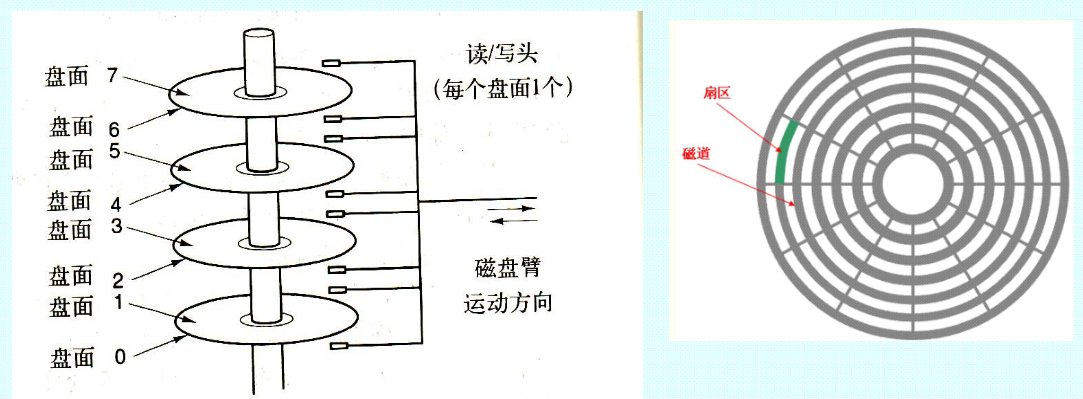 盘面 7
盘面 6
盘面 5
盘面 4
盘面 3
盘面 2
盘面 1
盘面 0
读/写头
(每个盘面1个)
磁盘臂
运动方向
扇区
磁道